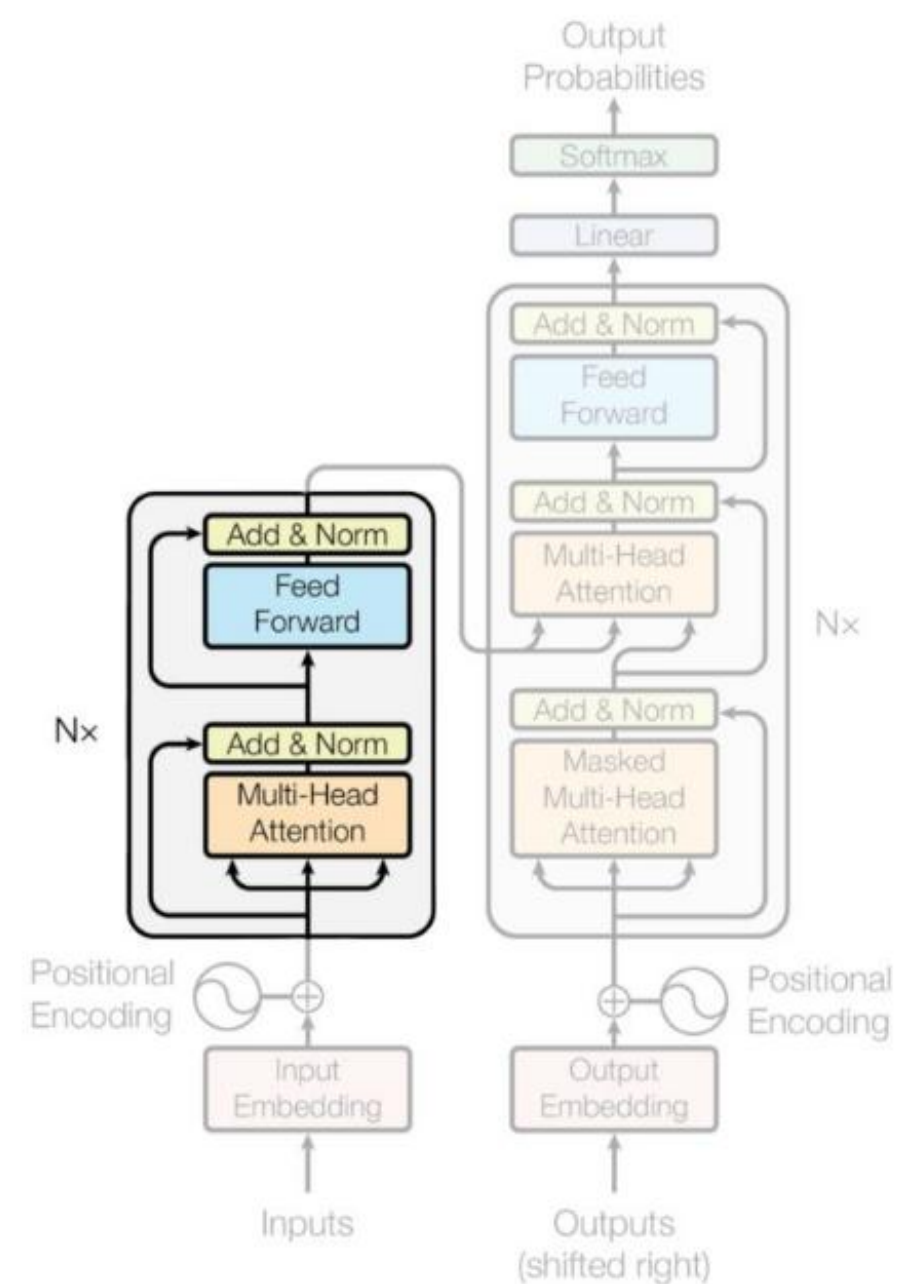 Output
Probabilities
Softmax
Linear
Add & Norm
Feed
Forward
Add & Norm
Multi-Head
Attention
Nx
Add & Norm
Masked
Multi-Head
Attention
Add & Norm
Feed
Forward
Nx
Add & Norm
Multi-Head
Attention
Positional
Encoding
Positional
Encoding
Input
Embedding
Output
Embedding
Inputs
Outputs
(shifted right)